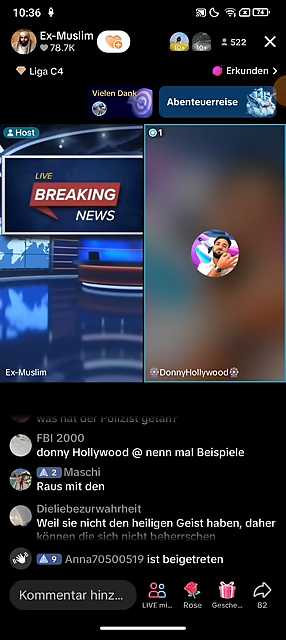 10:36
74
Ex-Muslim
78.7K
10+
10+
522
Liga C4
Erkunden
Vielen Dank
Abenteuerreise
Host
1
LIVE
BREAKING
NEWS
Ex-Muslim
DonnyHollywood
was hat der Polizist getan?
FBI 2000
donny Hollywood @ nenn mal Beispiele
2 Maschi
Raus mit den
Dieliebezurwahrheit
Weil sie nicht den heiligen Geist haben, daher
können die sich nicht beherrschen
9 Anna70500519 ist beigetreten
Kommentar hinz...
LIVE mi...
Rose
Gesche...
82